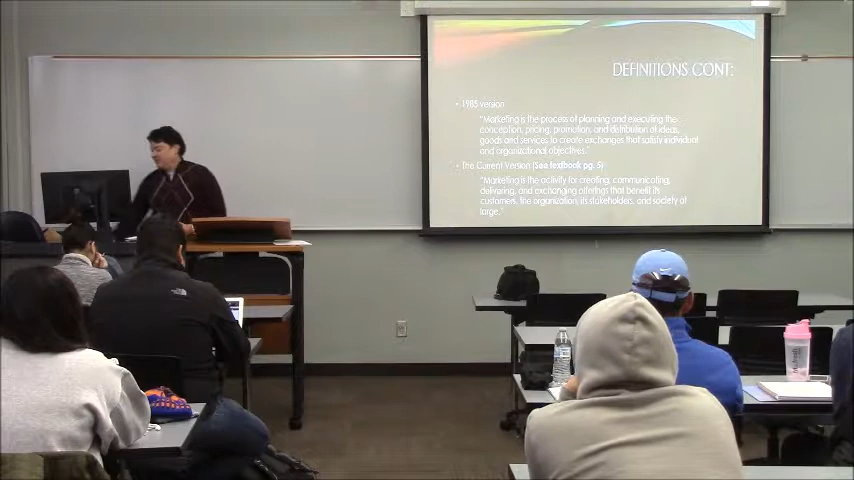 DEFINITIONS CONT:
• 1985 version
"Marketing is the process of planning and executing the
conception, pricing, promotion, and distribution of ideas,
goods and services to create exchanges that satisfy individual
and organizational objectives."
• The Current Version (See textbook pg. 5)
"Marketing is the activity for creating, communicating,
delivering, and exchanging offerings that benefit its
customers, the organization, its stakeholders, and society at
large."